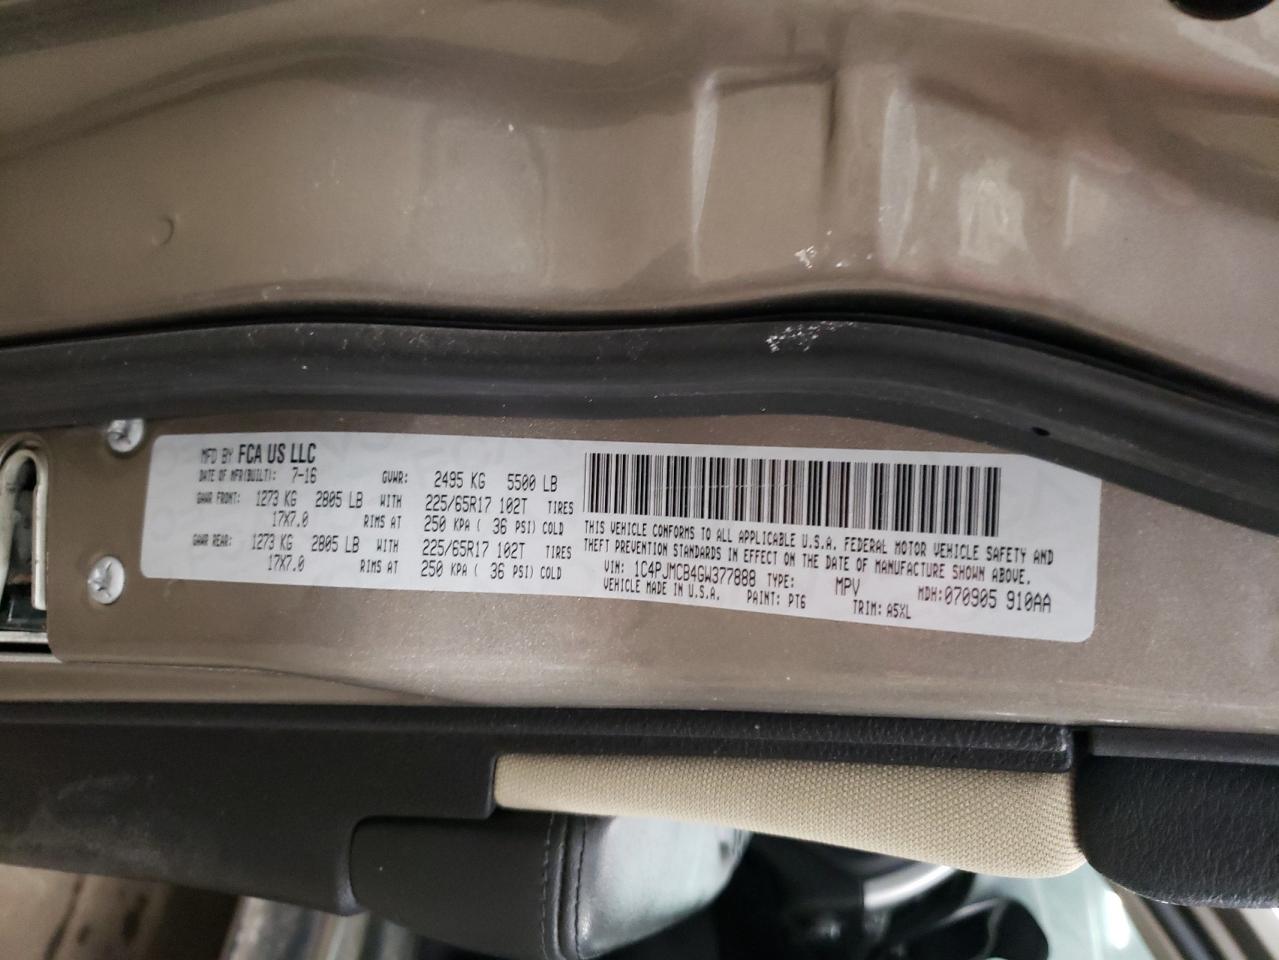 MFD BY FCA US LLC
DATE OF MFR(BUILT): 7-16 GVWR: 2495 KG 5500 LB
GAWR FRONT: 1273 KG 2805 LB WITH 225/65R17 102T TIRES
17X7.0 RIMS AT 250 KPA ( 36 PSI) COLD
GAWR REAR: 1273 KG 2805 LB WITH 225/65R17 102T TIRES
17X7.0 RIMS AT 250 KPA ( 36 PSI) COLD
THIS VEHICLE CONFORMS TO ALL APPLICABLE U.S.A. FEDERAL MOTOR VEHICLE SAFETY AND
THEFT PREVENTION STANDARDS IN EFFECT ON THE DATE OF MANUFACTURE SHOWN ABOVE.
VIN: 1C4PJMCB4GW377888 TYPE: MPV MDH:070905 910AA
VEHICLE MADE IN U.S.A. PAINT: PT6 TRIM: A5XL